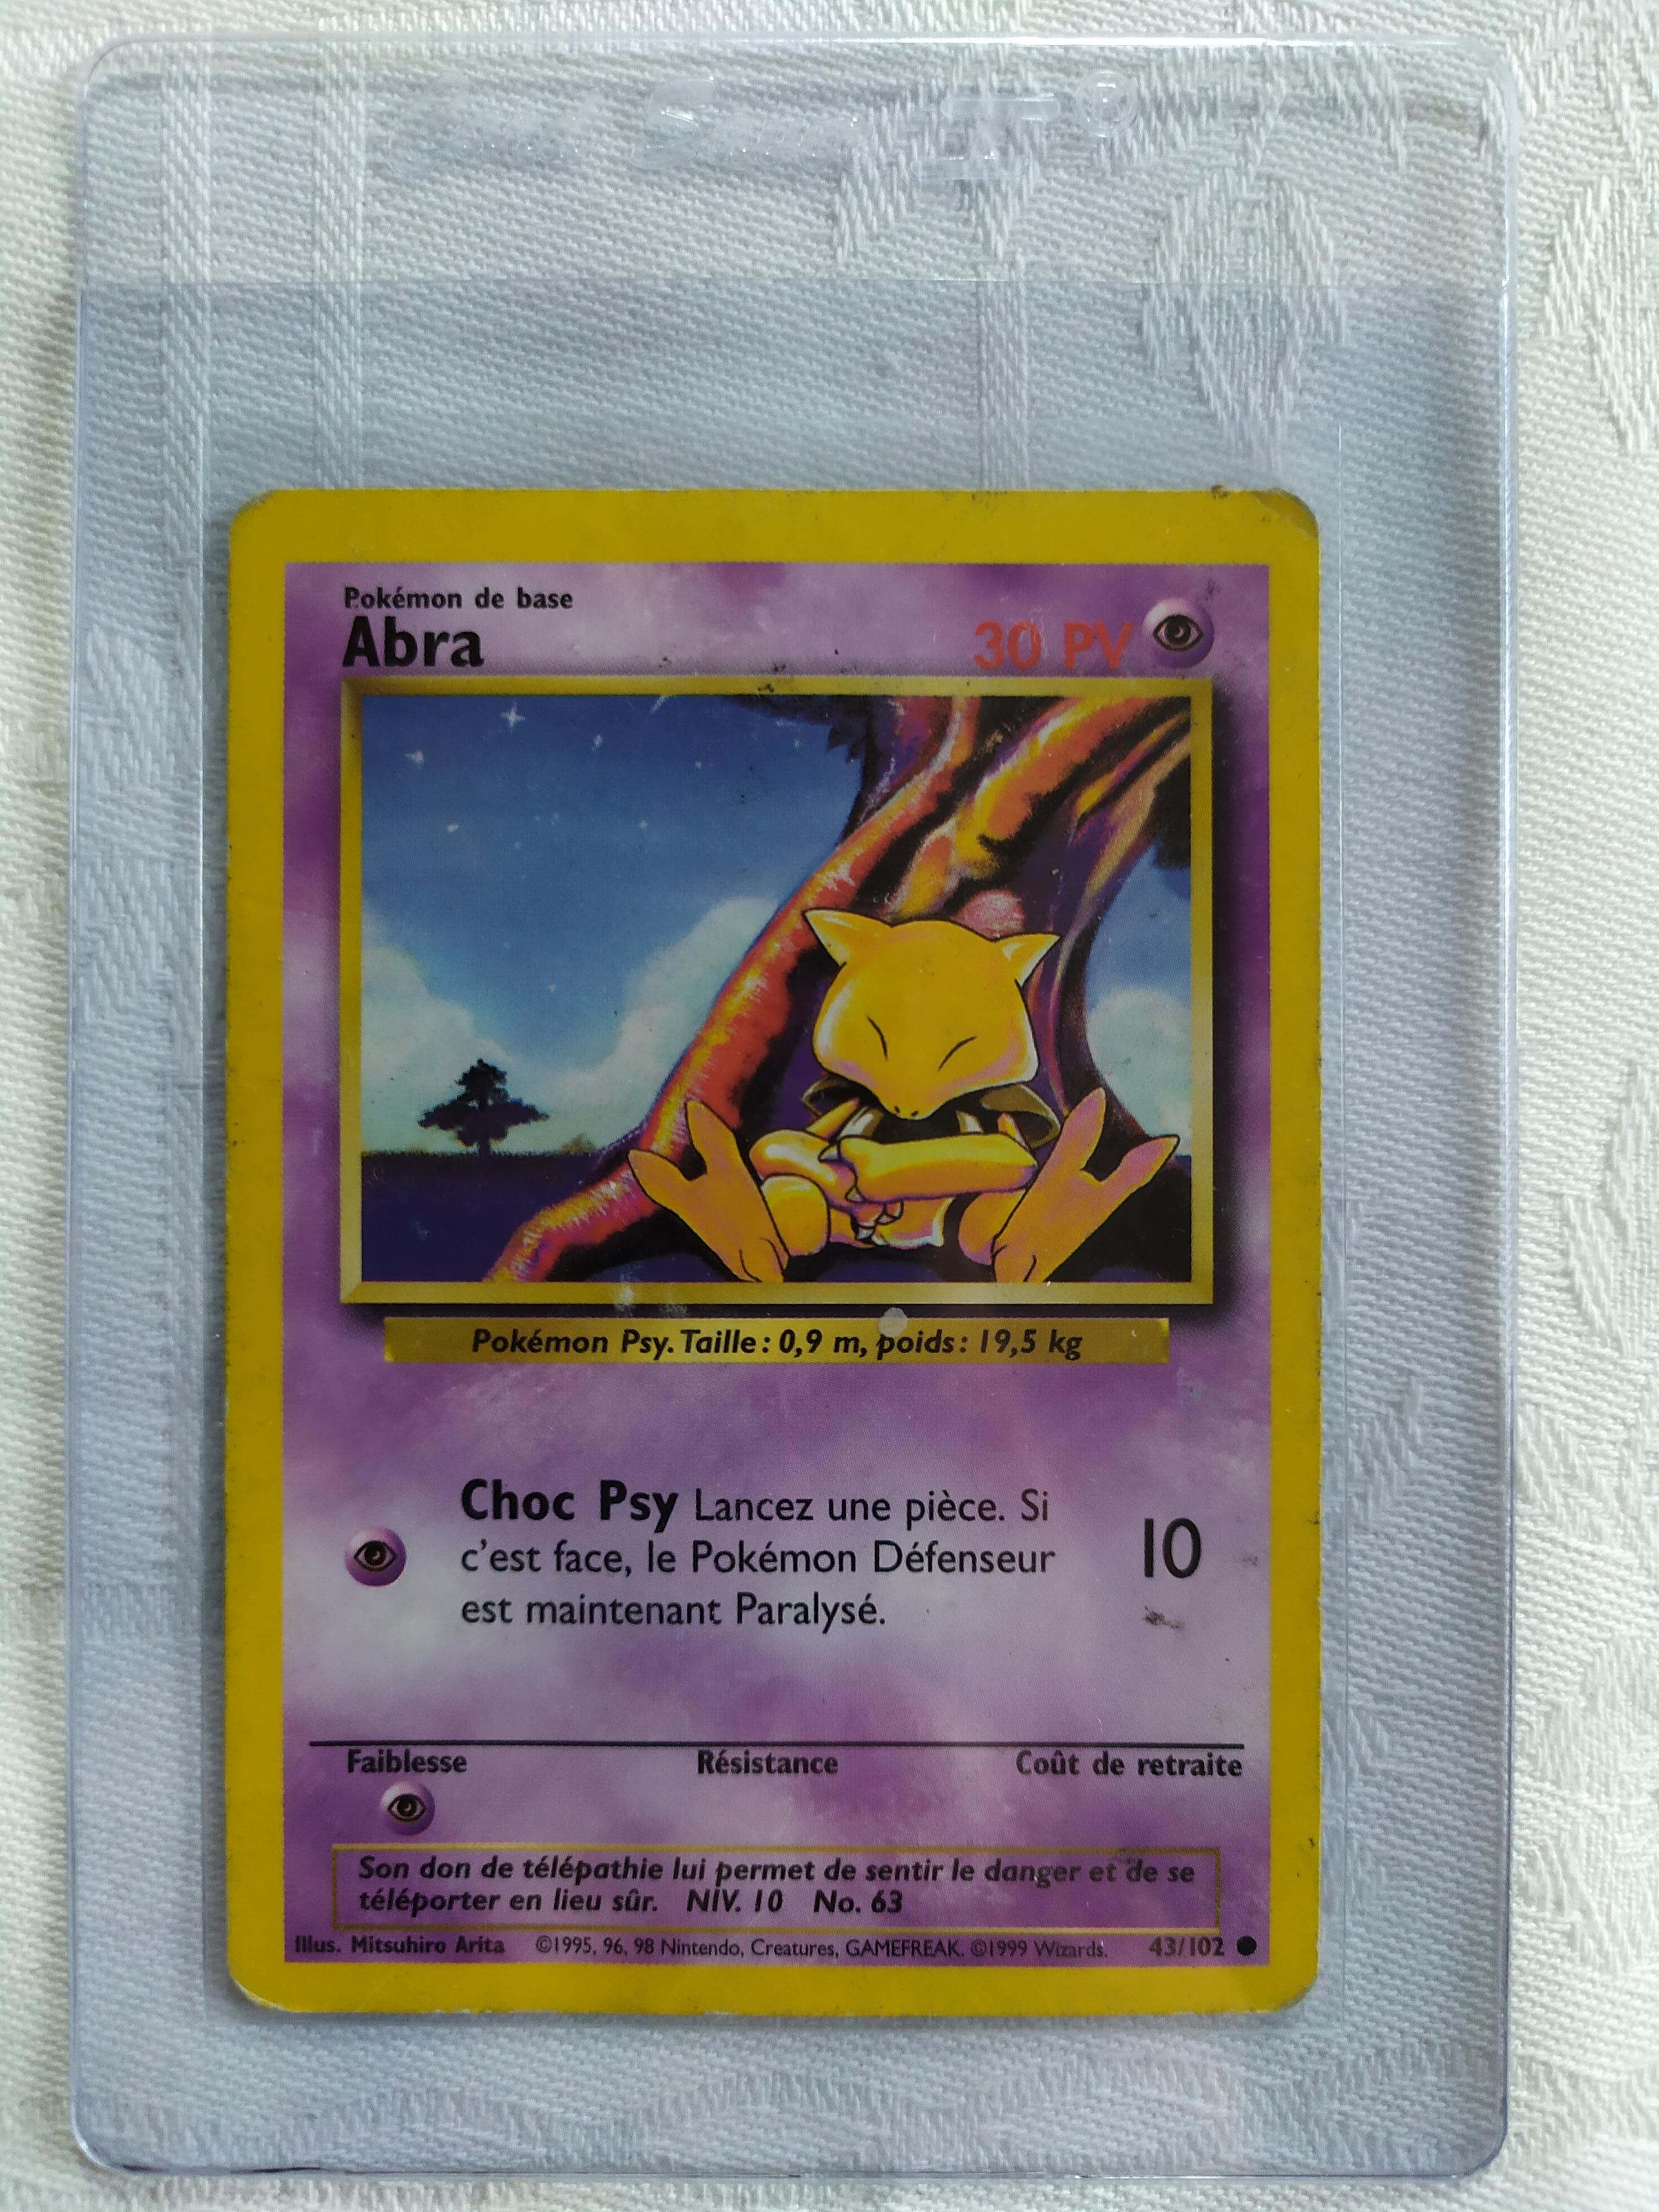 Pokémon de base
Abra 30 PV
Pokémon Psy. Taille : 0,9 m, poids : 19,5 kg
Choc Psy Lancez une pièce. Si
c'est face, le Pokémon Défenseur
est maintenant Paralysé.
10
Faiblesse Résistance Coût de retraite
Son don de télépathie lui permet de sentir le danger et de se
téléporter en lieu sûr. NIV. 10 No. 63
Illus. Mitsuhiro Arita ©1995, 96, 98 Nintendo, Creatures, GAMEFREAK. ©1999 Wizards. 43/102